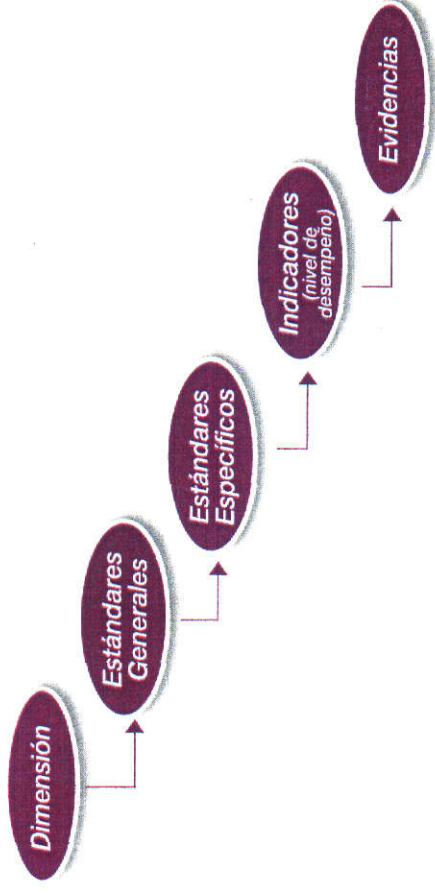 Dimensión
Estándares
Generales
Estándares
Específicos
Indicadores
(nivel de
desempeño)
Evidencias